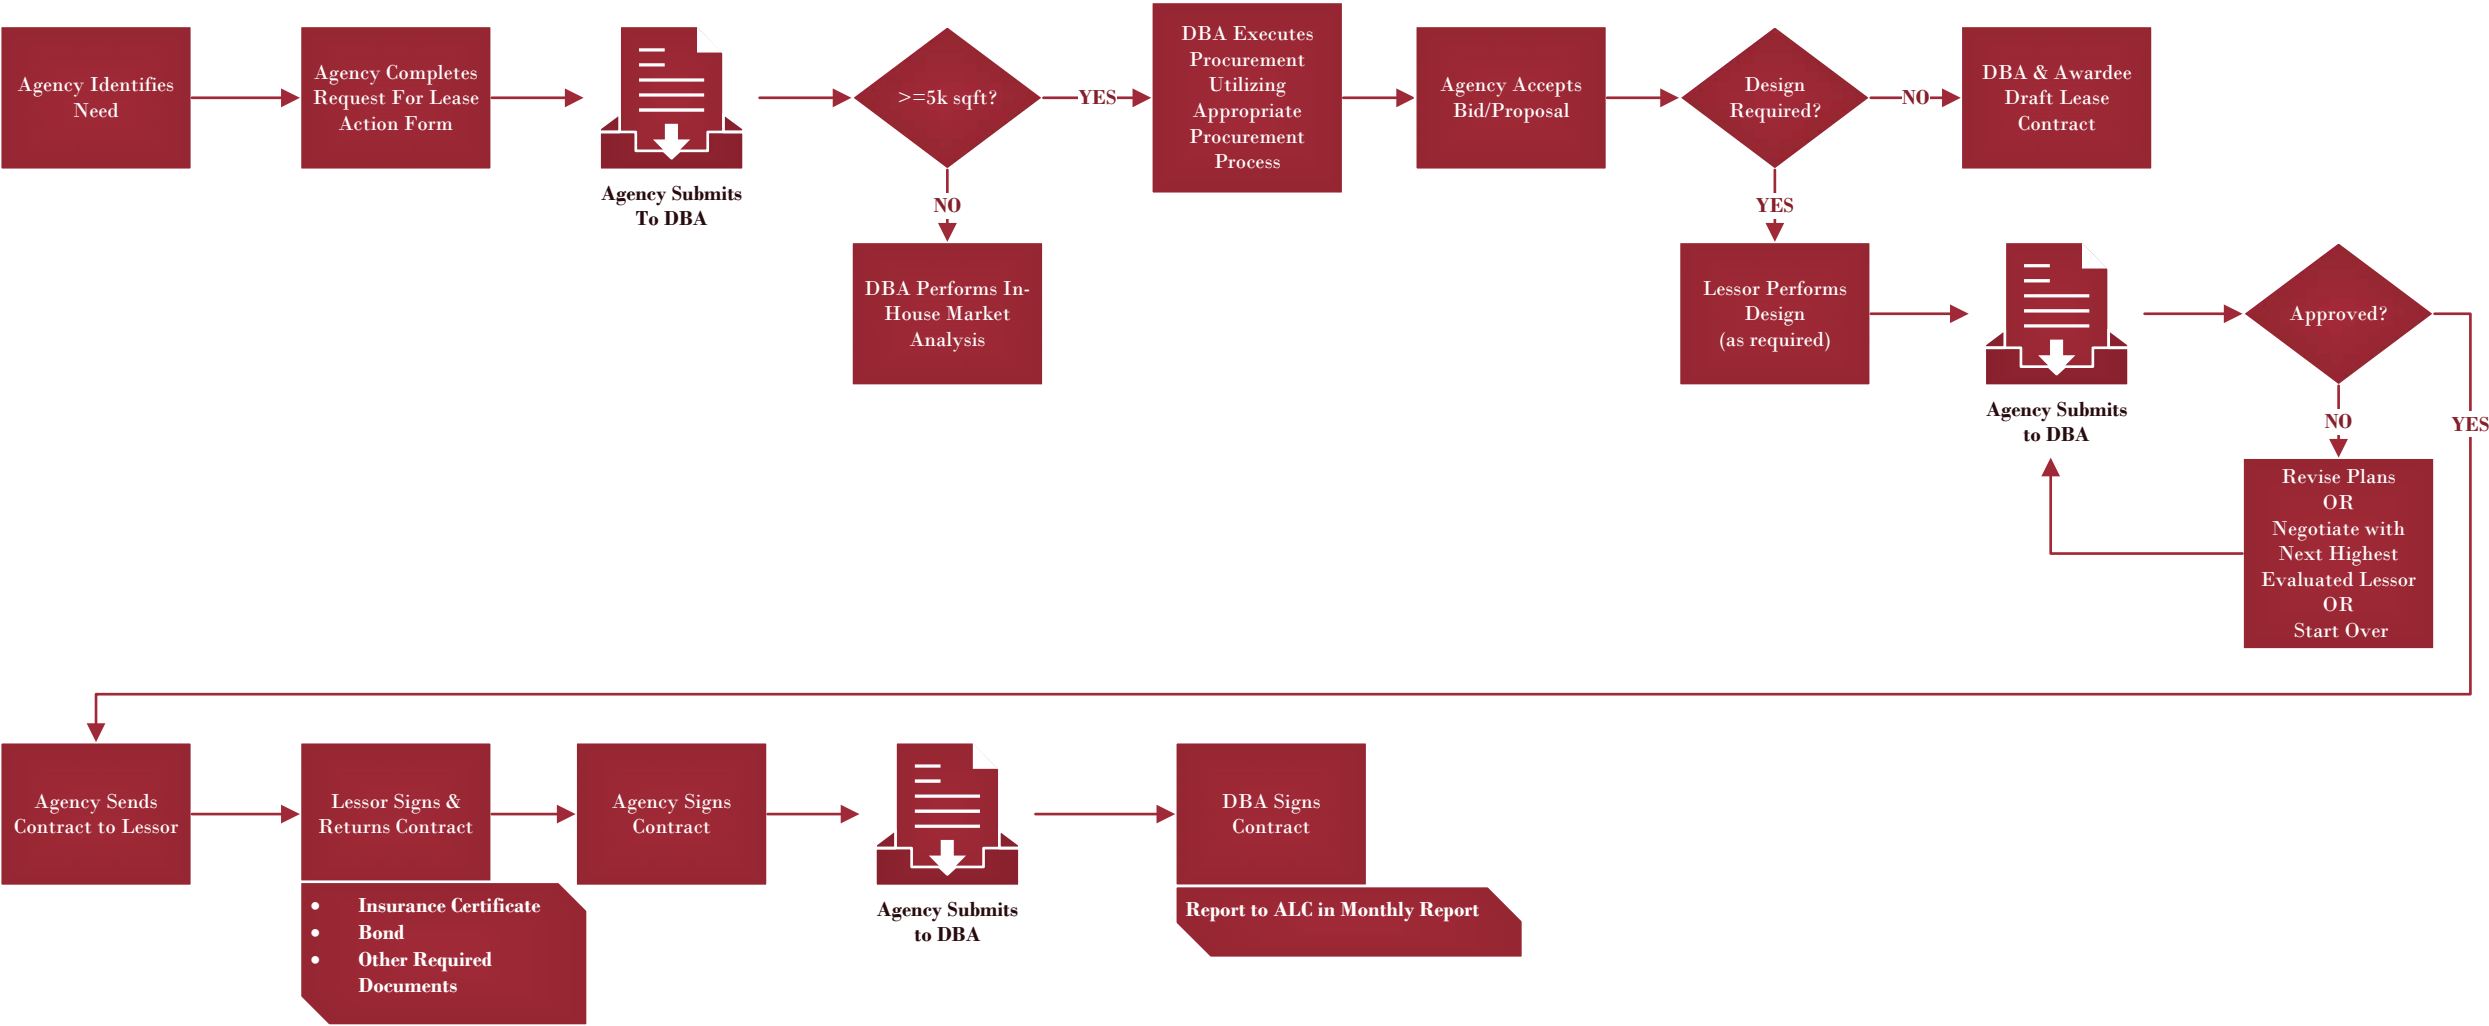 Agency Identifies
Need
Agency Completes
Request For Lease
Action Form
Agency Submits
To DBA
>=5k sqft?
YES
NO
DBA Performs In-
House Market
Analysis
DBA Executes
Procurement
Utilizing
Appropriate
Procurement
Process
Agency Accepts
Bid/Proposal
Design
Required?
NO
DBA & Awardee
Draft Lease
Contract
YES
Lessor Performs
Design
(as required)
Agency Submits
to DBA
Approved?
NO
YES
Revise Plans
OR
Negotiate with
Next Highest
Evaluated Lessor
OR
Start Over
Agency Sends
Contract to Lessor
Lessor Signs &
Returns Contract
• Insurance Certificate
• Bond
• Other Required
Documents
Agency Signs
Contract
Agency Submits
to DBA
DBA Signs
Contract
Report to ALC in Monthly Report